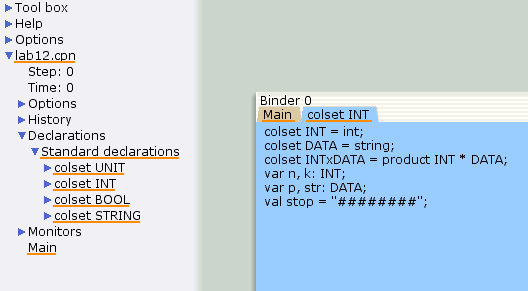 Tool box
Help
Options
lab12.cpn
Step: 0
Time: 0
Options
History
Declarations
Standard declarations
colset UNIT
colset INT
colset BOOL
colset STRING
Monitors
Main
Binder 0
Main colset INT
colset INT = int;
colset DATA = string;
colset INTxDATA = product INT * DATA;
var n, k: INT;
var p, str: DATA;
val stop = "########";